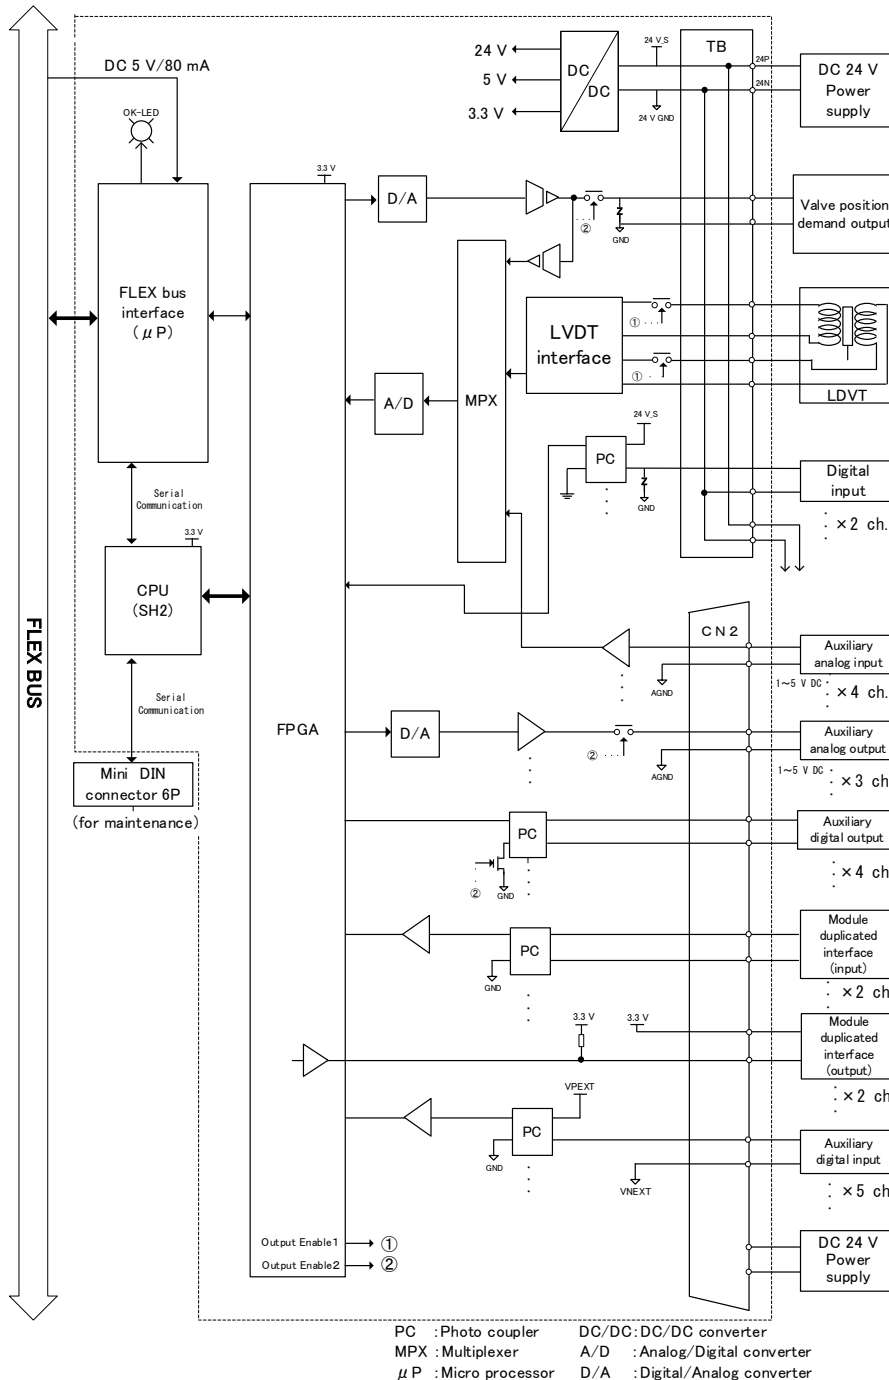 DC 5 V/80 mA
OK-LED
24 V
5 V
3.3 V
DC
DC
24 V_S
24 V GND
TB
24P
24N
DC 24 V
Power
supply
3.3 V
D/A
②
GND
Valve position
demand output
FLEX bus
interface
( μ P)
LVDT
interface
①
①
LDVT
A/D
MPX
24 V_S
PC
GND
Digital
input
×2 ch.
Serial
Communication
3.3 V
CPU
(SH2)
FLEX BUS
FPGA
CN2
Auxiliary
analog input
AGND
1~5 V DC
×4 ch.
Serial
Communication
D/A
②
AGND
Auxiliary
analog output
1~5 V DC
×3 ch
Mini DIN
connector 6P
(for maintenance)
PC
②
GND
Auxiliary
digital output
×4 ch
PC
GND
Module
duplicated
interface
(input)
×2 ch
3.3 V
3.3 V
Module
duplicated
interface
(output)
×2 ch
VPEXT
PC
GND
VNEXT
Auxiliary
digital input
×5 ch
Output Enable1
①
Output Enable2
②
DC 24 V
Power
supply
PC :Photo coupler DC/DC:DC/DC converter
MPX :Multiplexer A/D :Analog/Digital converter
μ P :Micro processor D/A :Digital/Analog converter